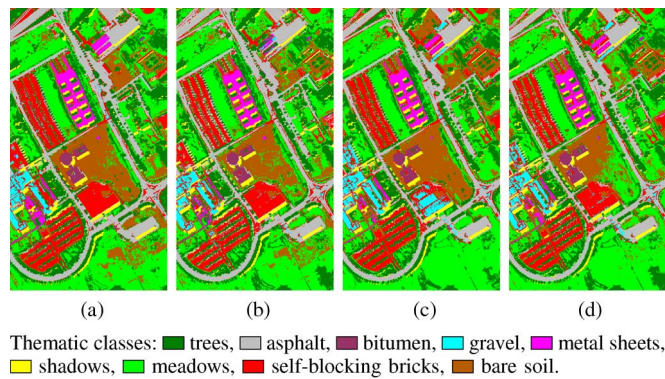 (a) (b) (c) (d)
Thematic classes: trees, asphalt, bitumen, gravel, metal sheets,
shadows, meadows, self-blocking bricks, bare soil.